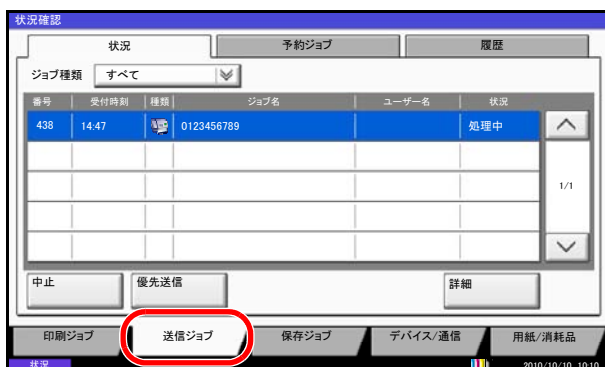 状況確認
状況 予約ジョブ 履歴
ジョブ種類 すべて
番号 受付時刻 種類 ジョブ名 ユーザー名 状況
438 14:47 0123456789 処理中
1/1
中止 優先送信 詳細
印刷ジョブ 送信ジョブ 保存ジョブ デバイス/通信 用紙/消耗品
状況 2010/10/10 10:10